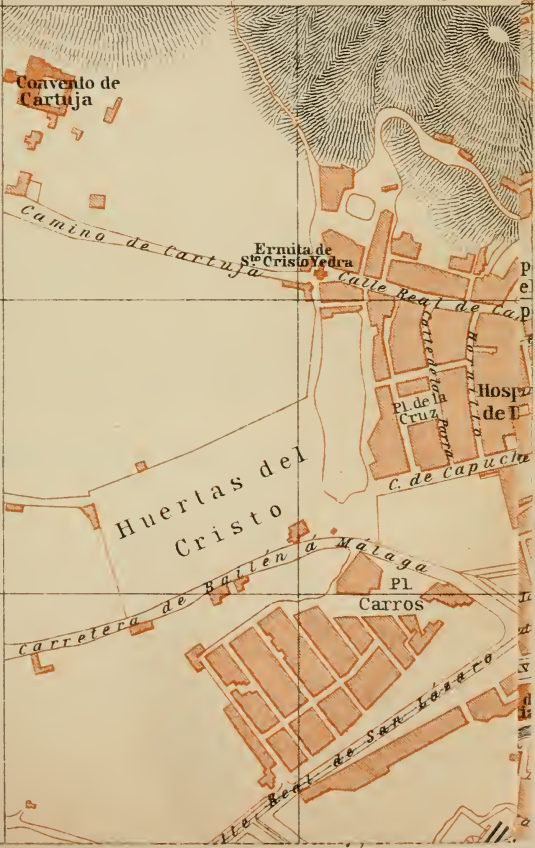 Convento de
Cartuja
Camino de Cartuja
Ermita de
Sto Cristo Yedra
Calle Real de Ca
Calle de la Parra
Hornillo
Hosp
de D
Pl. de la
Cruz
C. de Capuch
Huertas del
Cristo
Carretera de Bailén á Málaga
Pl.
Carros
lle Real de San Lázaro